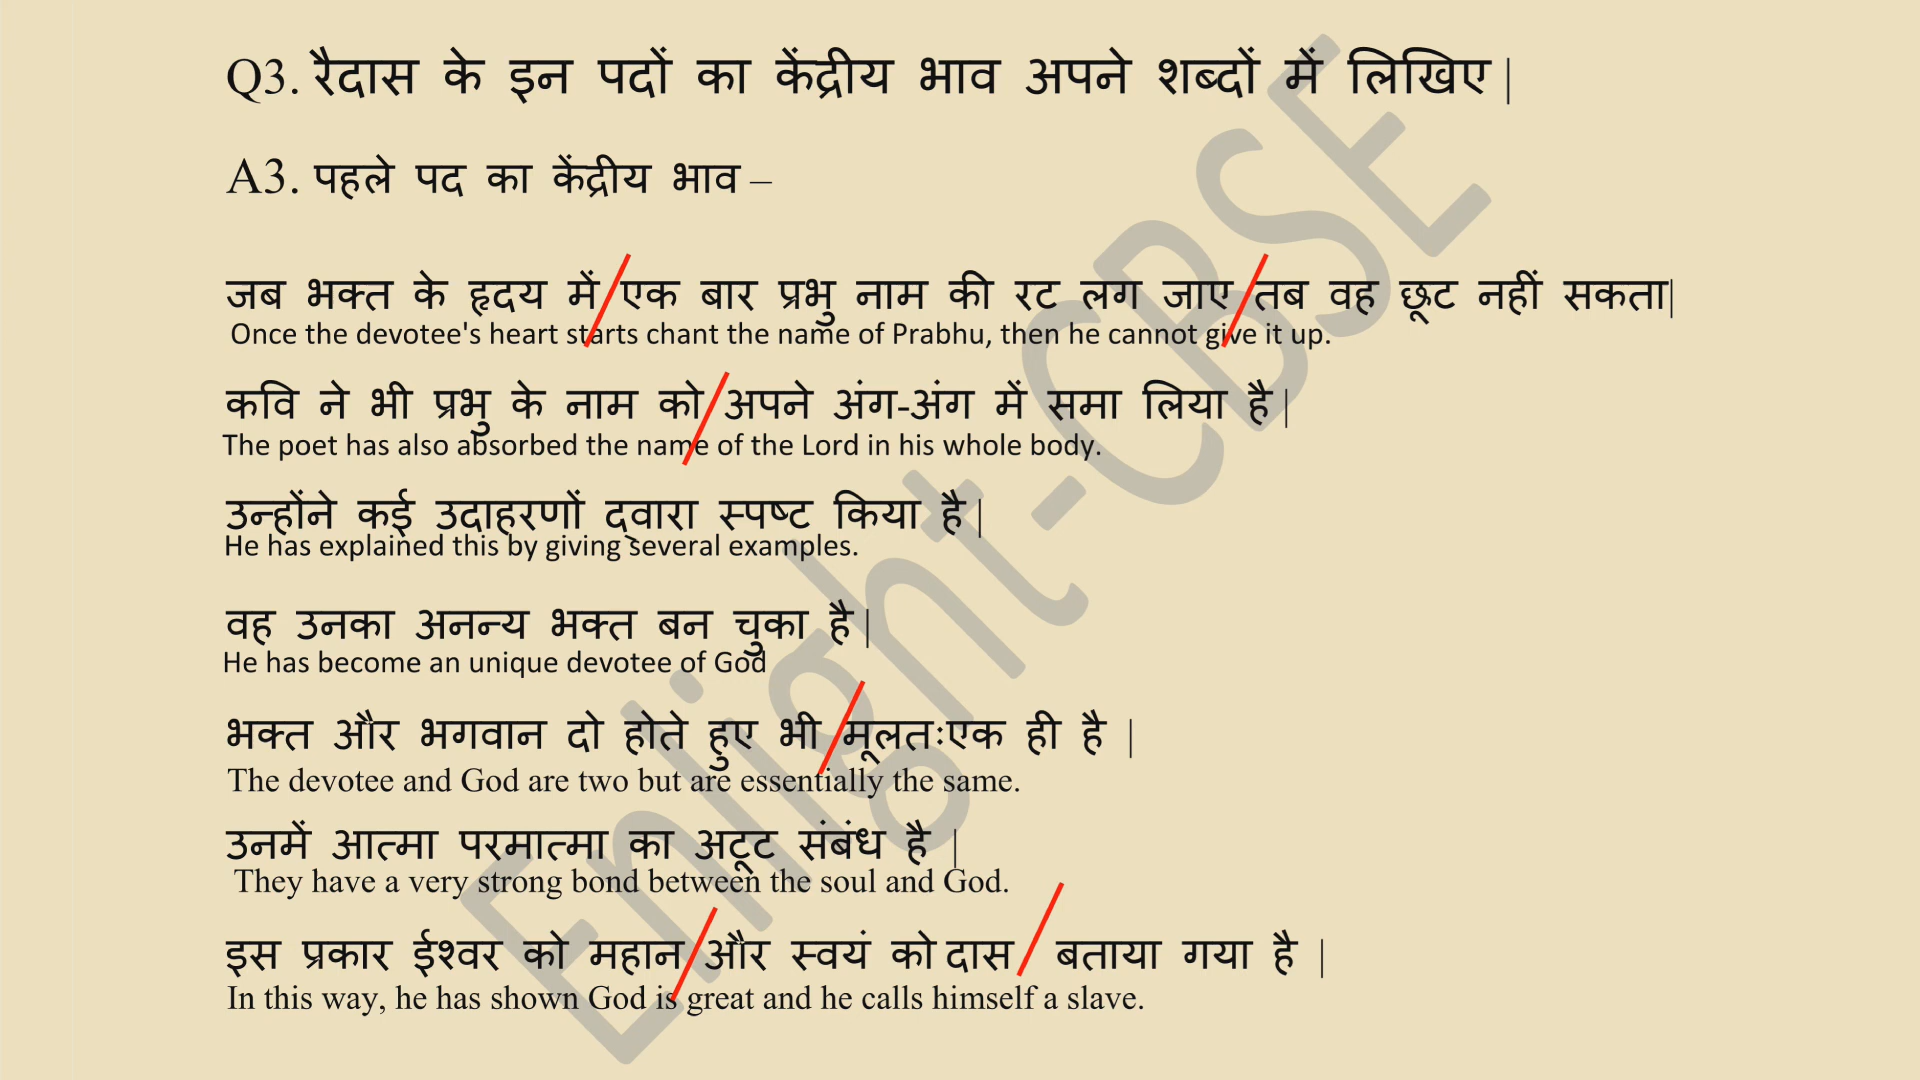 Q3. रैदास के इन पदों का केंद्रीय भाव अपने शब्दों में लिखिए |
A3. पहले पद का केंद्रीय भाव –
जब भक्त के हृदय में एक बार प्रभु नाम की रट लग जाए तब वह छूट नहीं सकता|
Once the devotee's heart starts chant the name of Prabhu, then he cannot give it up.
कवि ने भी प्रभु के नाम को अपने अंग-अंग में समा लिया है |
The poet has also absorbed the name of the Lord in his whole body.
उन्होंने कई उदाहरणों द्वारा स्पष्ट किया है |
He has explained this by giving several examples.
वह उनका अनन्य भक्त बन चुका है |
He has become an unique devotee of God
भक्त और भगवान दो होते हुए भी मूलतःएक ही है |
The devotee and God are two but are essentially the same.
उनमें आत्मा परमात्मा का अटूट संबंध है |
They have a very strong bond between the soul and God.
इस प्रकार ईश्वर को महान और स्वयं को दास बताया गया है |
In this way, he has shown God is great and he calls himself a slave.
Enlight-CBSE